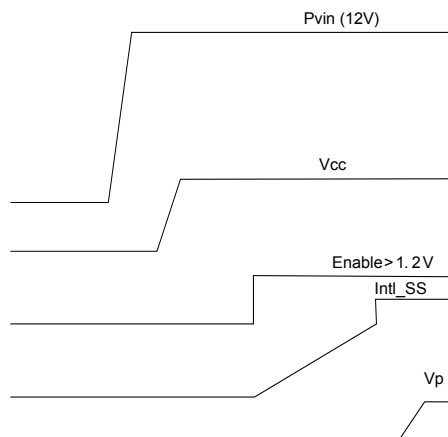 Pvin (12V)
Vcc
Enable>1.2V
Intl_SS
Vp